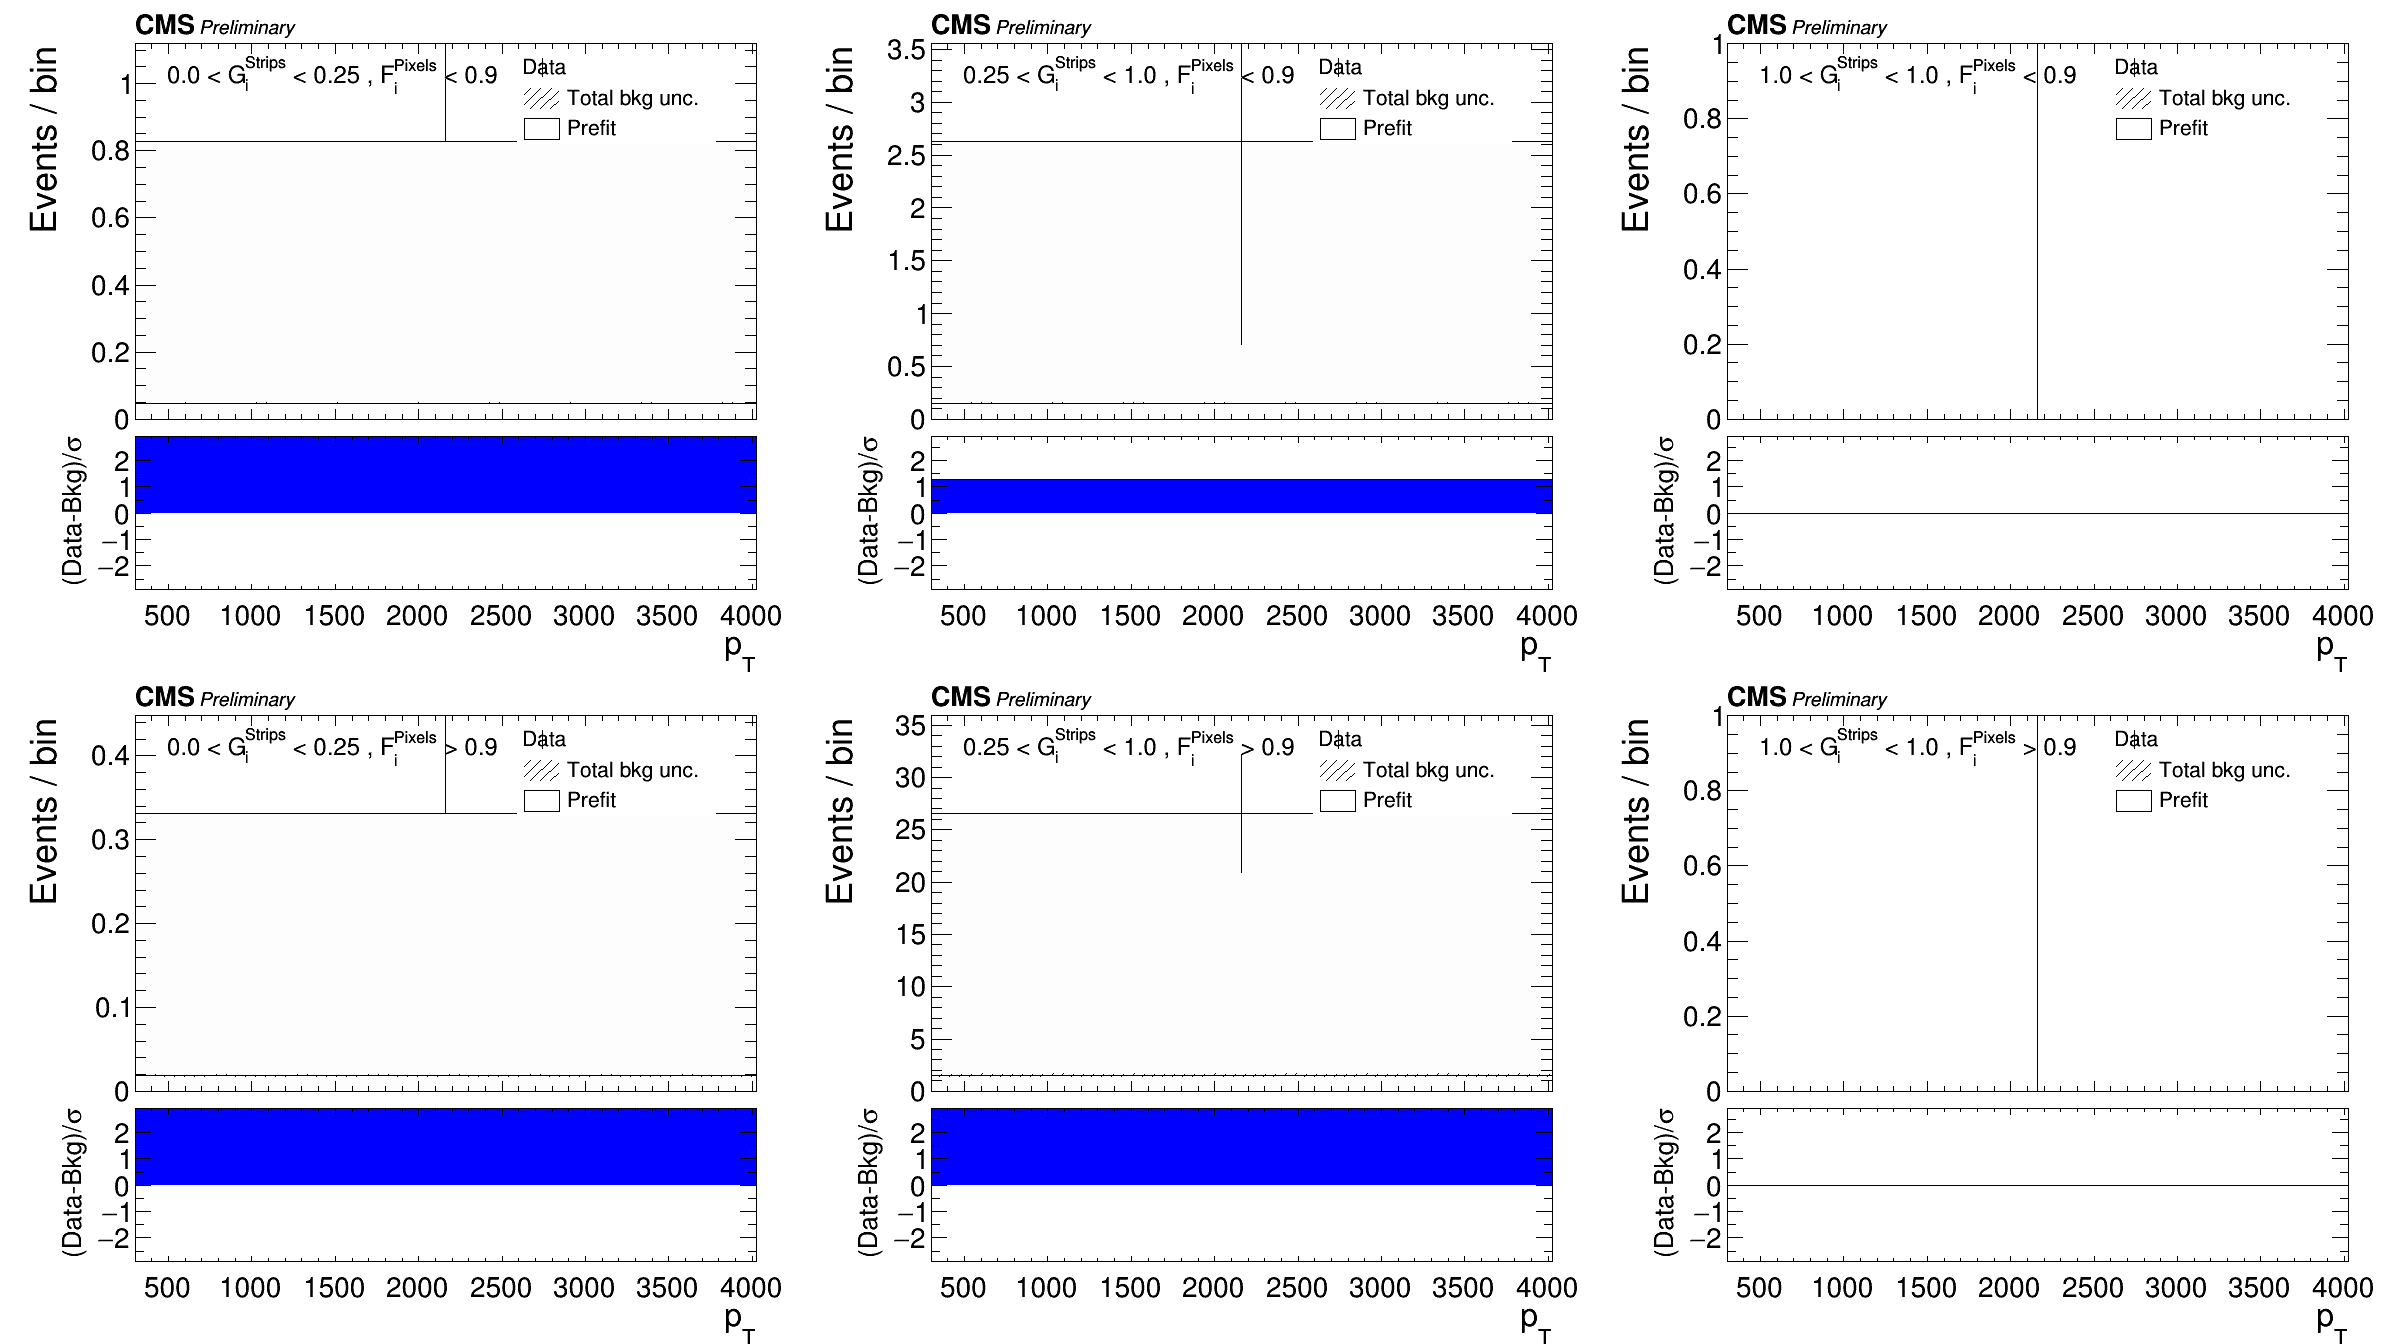 CMS Preliminary
Events / bin
0.0 < G_i^Strips < 0.25 , F_i^Pixels < 0.9
Data
Total bkg unc.
Prefit
1
0.8
0.6
0.4
0.2
0
(Data-Bkg)/σ
2
1
0
−1
−2
500 1000 1500 2000 2500 3000 3500 4000
p_T
CMS Preliminary
Events / bin
0.25 < G_i^Strips < 1.0 , F_i^Pixels < 0.9
Data
Total bkg unc.
Prefit
3.5
3
2.5
2
1.5
1
0.5
0
(Data-Bkg)/σ
2
1
0
−1
−2
500 1000 1500 2000 2500 3000 3500 4000
p_T
CMS Preliminary
Events / bin
1.0 < G_i^Strips < 1.0 , F_i^Pixels < 0.9
Data
Total bkg unc.
Prefit
1
0.8
0.6
0.4
0.2
0
(Data-Bkg)/σ
2
1
0
−1
−2
500 1000 1500 2000 2500 3000 3500 4000
p_T
CMS Preliminary
Events / bin
0.0 < G_i^Strips < 0.25 , F_i^Pixels > 0.9
Data
Total bkg unc.
Prefit
0.4
0.3
0.2
0.1
0
(Data-Bkg)/σ
2
1
0
−1
−2
500 1000 1500 2000 2500 3000 3500 4000
p_T
CMS Preliminary
Events / bin
0.25 < G_i^Strips < 1.0 , F_i^Pixels > 0.9
Data
Total bkg unc.
Prefit
35
30
25
20
15
10
5
0
(Data-Bkg)/σ
2
1
0
−1
−2
500 1000 1500 2000 2500 3000 3500 4000
p_T
CMS Preliminary
Events / bin
1.0 < G_i^Strips < 1.0 , F_i^Pixels > 0.9
Data
Total bkg unc.
Prefit
1
0.8
0.6
0.4
0.2
0
(Data-Bkg)/σ
2
1
0
−1
−2
500 1000 1500 2000 2500 3000 3500 4000
p_T